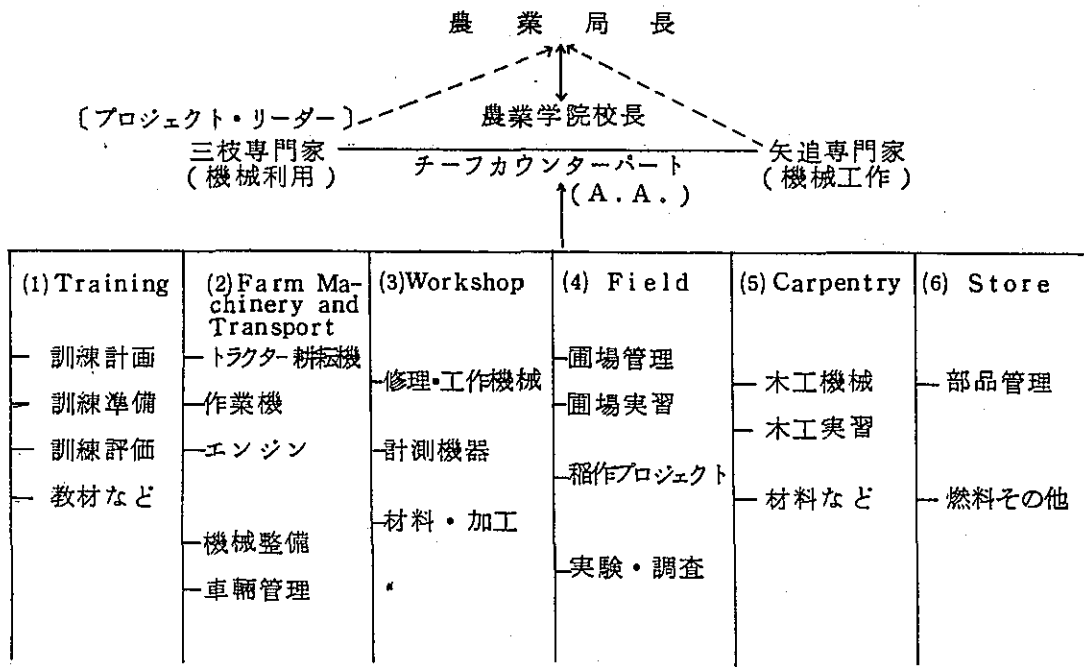 農業局長
〔プロジェクト・リーダー〕
農業学院校長
三枝専門家
(機械利用)
チーフカウンターパート
(A.A.)
矢追専門家
(機械工作)
(1)Training
訓練計画
訓練準備
訓練評価
教材など
(2)Farm Ma-
chinery and
Transport
トラクター耕耘機
作業機
エンジン
機械整備
車輛管理
(3)Workshop
修理・工作機械
計測機器
材料・加工
〃
(4) Field
圃場管理
圃場実習
稲作プロジェクト
実験・調査
(5)Carpentry
木工機械
木工実習
材料など
(6) Store
部品管理
燃料その他